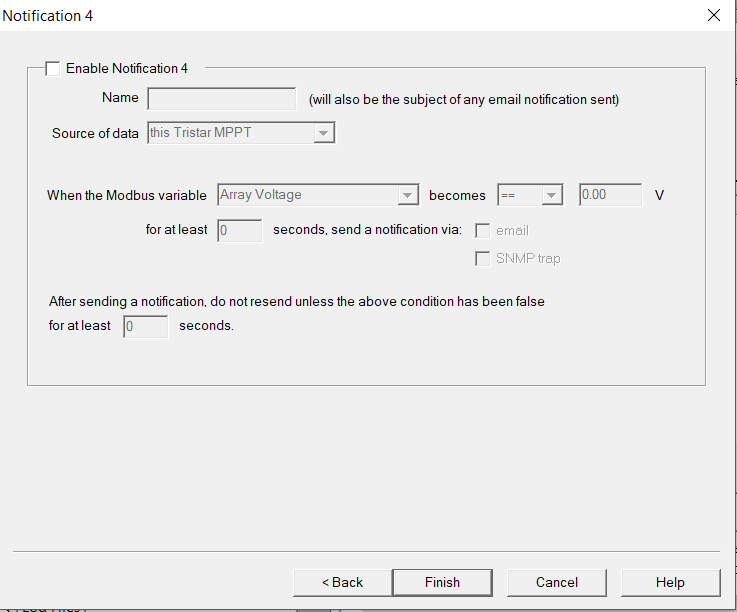 Notification 4
Enable Notification 4
Name (will also be the subject of any email notification sent)
Source of data this Tristar MPPT
When the Modbus variable Array Voltage becomes == 0.00 V
for at least 0 seconds, send a notification via: email
SNMP trap
After sending a notification, do not resend unless the above condition has been false
for at least 0 seconds.
< Back Finish Cancel Help